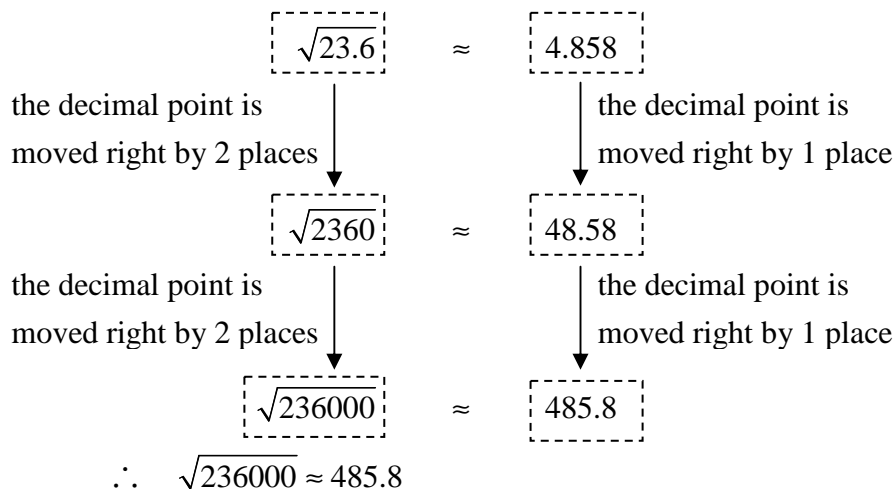 √23.6 ≈ 4.858
the decimal point is
moved right by 2 places
the decimal point is
moved right by 1 place
√2360 ≈ 48.58
the decimal point is
moved right by 2 places
the decimal point is
moved right by 1 place
√236000 ≈ 485.8
∴ √236000 ≈ 485.8